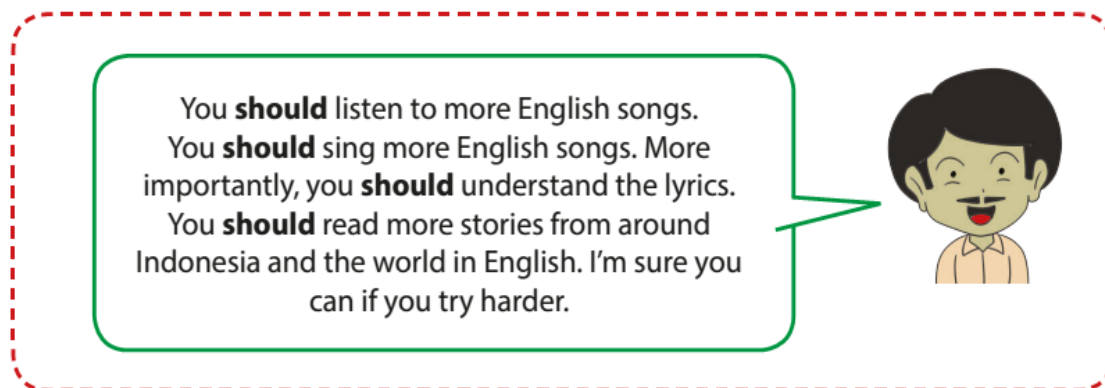 You should listen to more English songs.
You should sing more English songs. More
importantly, you should understand the lyrics.
You should read more stories from around
Indonesia and the world in English. I'm sure you
can if you try harder.